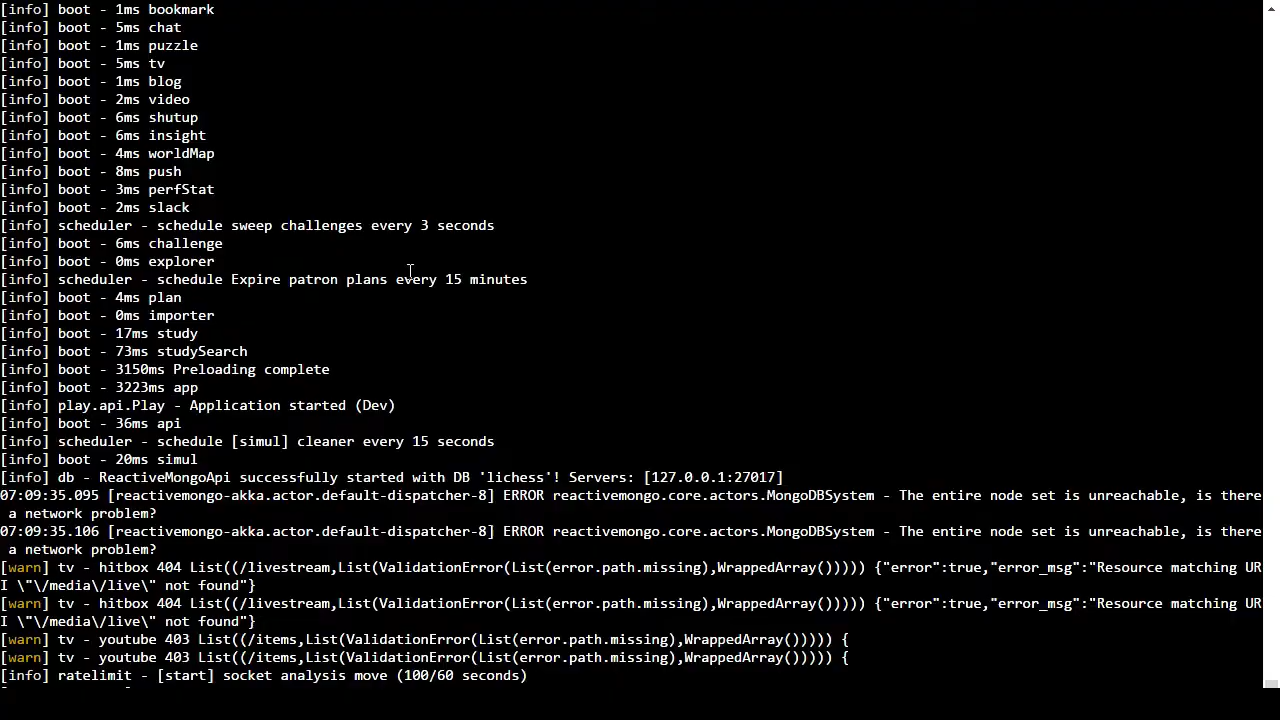 [info] boot - 1ms bookmark
[info] boot - 5ms chat
[info] boot - 1ms puzzle
[info] boot - 5ms tv
[info] boot - 1ms blog
[info] boot - 2ms video
[info] boot - 6ms shutup
[info] boot - 6ms insight
[info] boot - 4ms worldMap
[info] boot - 8ms push
[info] boot - 3ms perfStat
[info] boot - 2ms slack
[info] scheduler - schedule sweep challenges every 3 seconds
[info] boot - 6ms challenge
[info] boot - 0ms explorer
[info] scheduler - schedule Expire patron plans every 15 minutes
[info] boot - 4ms plan
[info] boot - 0ms importer
[info] boot - 17ms study
[info] boot - 73ms studySearch
[info] boot - 3150ms Preloading complete
[info] boot - 3223ms app
[info] play.api.Play - Application started (Dev)
[info] boot - 36ms api
[info] scheduler - schedule [simul] cleaner every 15 seconds
[info] boot - 20ms simul
[info] db - ReactiveMongoApi successfully started with DB 'lichess'! Servers: [127.0.0.1:27017]
07:09:35.095 [reactivemongo-akka.actor.default-dispatcher-8] ERROR reactivemongo.core.actors.MongoDBSystem - The entire node set is unreachable, is there
 a network problem?
07:09:35.106 [reactivemongo-akka.actor.default-dispatcher-8] ERROR reactivemongo.core.actors.MongoDBSystem - The entire node set is unreachable, is there
 a network problem?
[warn] tv - hitbox 404 List((/livestream,List(ValidationError(List(error.path.missing),WrappedArray())))) {"error":true,"error_msg":"Resource matching UR
I \"\/media\/live\" not found"}
[warn] tv - hitbox 404 List((/livestream,List(ValidationError(List(error.path.missing),WrappedArray())))) {"error":true,"error_msg":"Resource matching UR
I \"\/media\/live\" not found"}
[warn] tv - youtube 403 List((/items,List(ValidationError(List(error.path.missing),WrappedArray())))) {
[warn] tv - youtube 403 List((/items,List(ValidationError(List(error.path.missing),WrappedArray())))) {
[info] ratelimit - [start] socket analysis move (100/60 seconds)